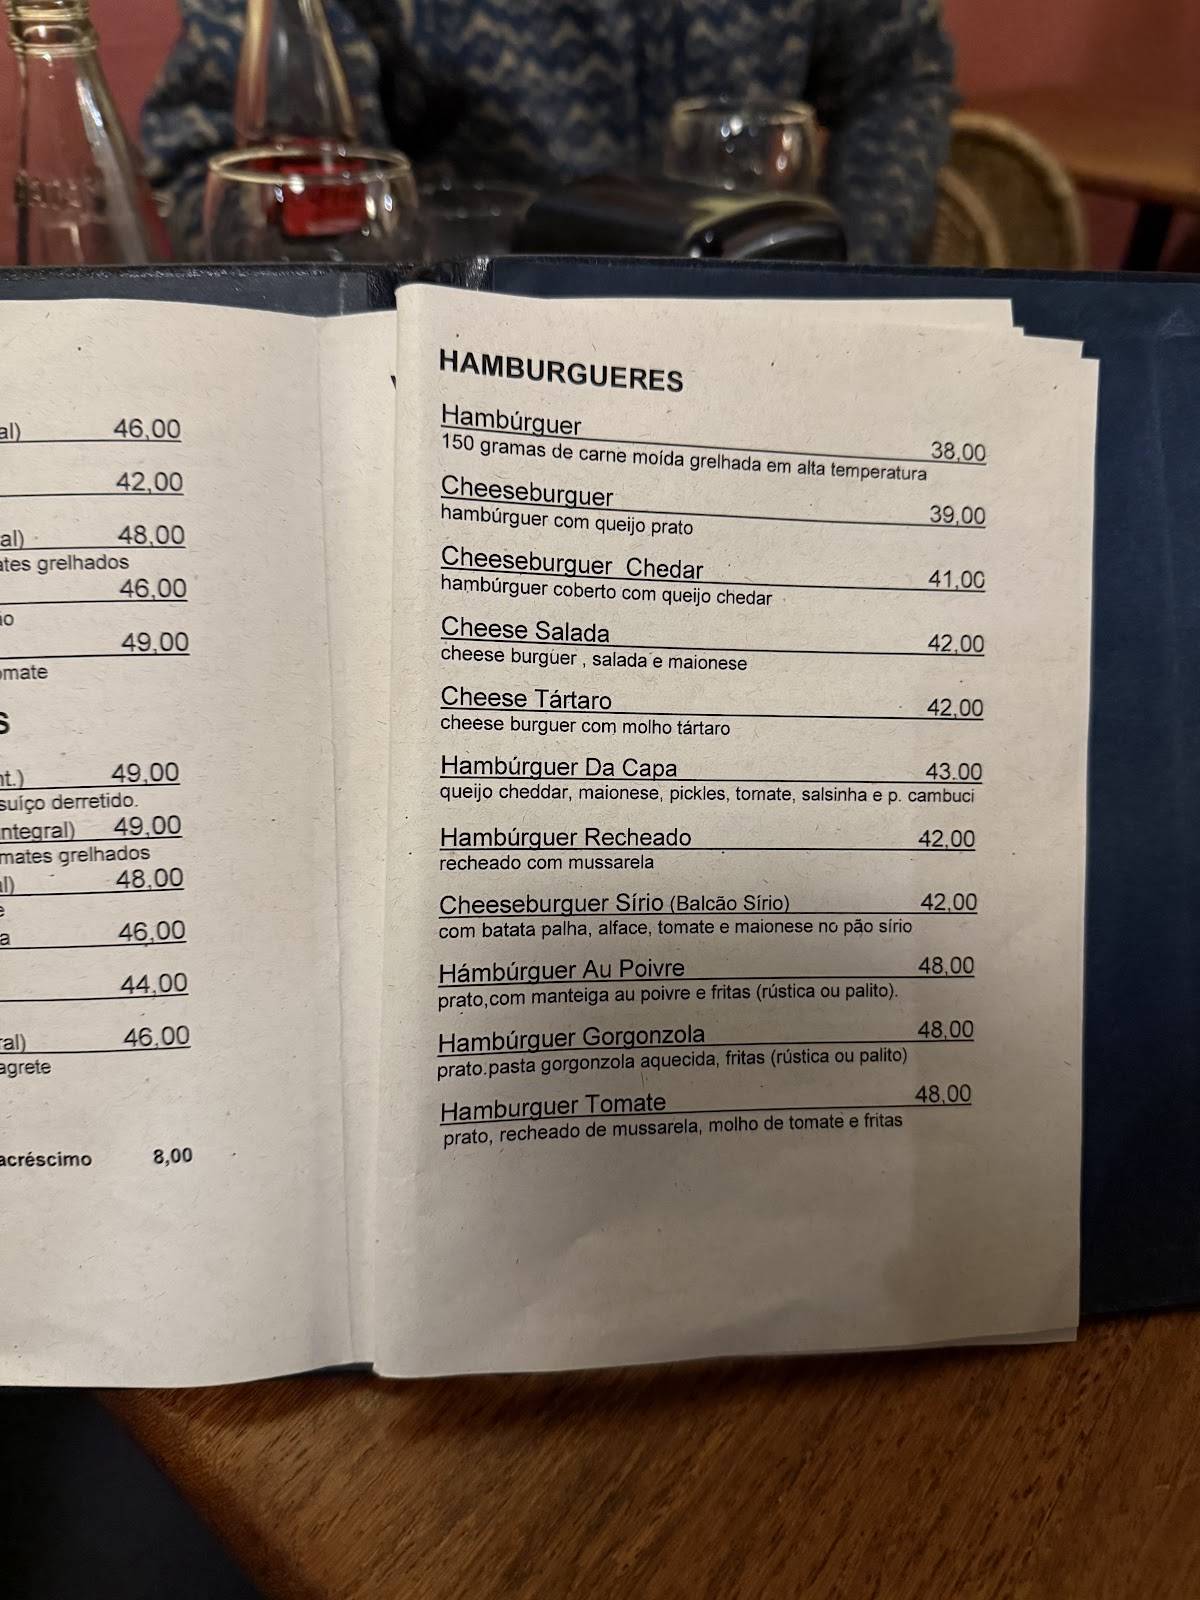 al) 46,00
42,00
al) 48,00
ates grelhados
46,00
ão
49,00
omate
S
nt.) 49,00
suíço derretido.
ntegral) 49,00
mates grelhados
al) 48,00
e
a 46,00
44,00
ral) 46,00
agrete
acréscimo 8,00
HAMBURGUERES
Hambúrguer 38,00
150 gramas de carne moída grelhada em alta temperatura
Cheeseburguer 39,00
hambúrguer com queijo prato
Cheeseburguer Chedar 41,00
hambúrguer coberto com queijo chedar
Cheese Salada 42,00
cheese burguer , salada e maionese
Cheese Tártaro 42,00
cheese burguer com molho tártaro
Hambúrguer Da Capa 43.00
queijo cheddar, maionese, pickles, tomate, salsinha e p. cambuci
Hambúrguer Recheado 42,00
recheado com mussarela
Cheeseburguer Sírio (Balcão Sírio) 42,00
com batata palha, alface, tomate e maionese no pão sírio
Hámbúrguer Au Poivre 48,00
prato,com manteiga au poivre e fritas (rústica ou palito).
Hambúrguer Gorgonzola 48,00
prato.pasta gorgonzola aquecida, fritas (rústica ou palito)
Hamburguer Tomate 48,00
prato, recheado de mussarela, molho de tomate e fritas